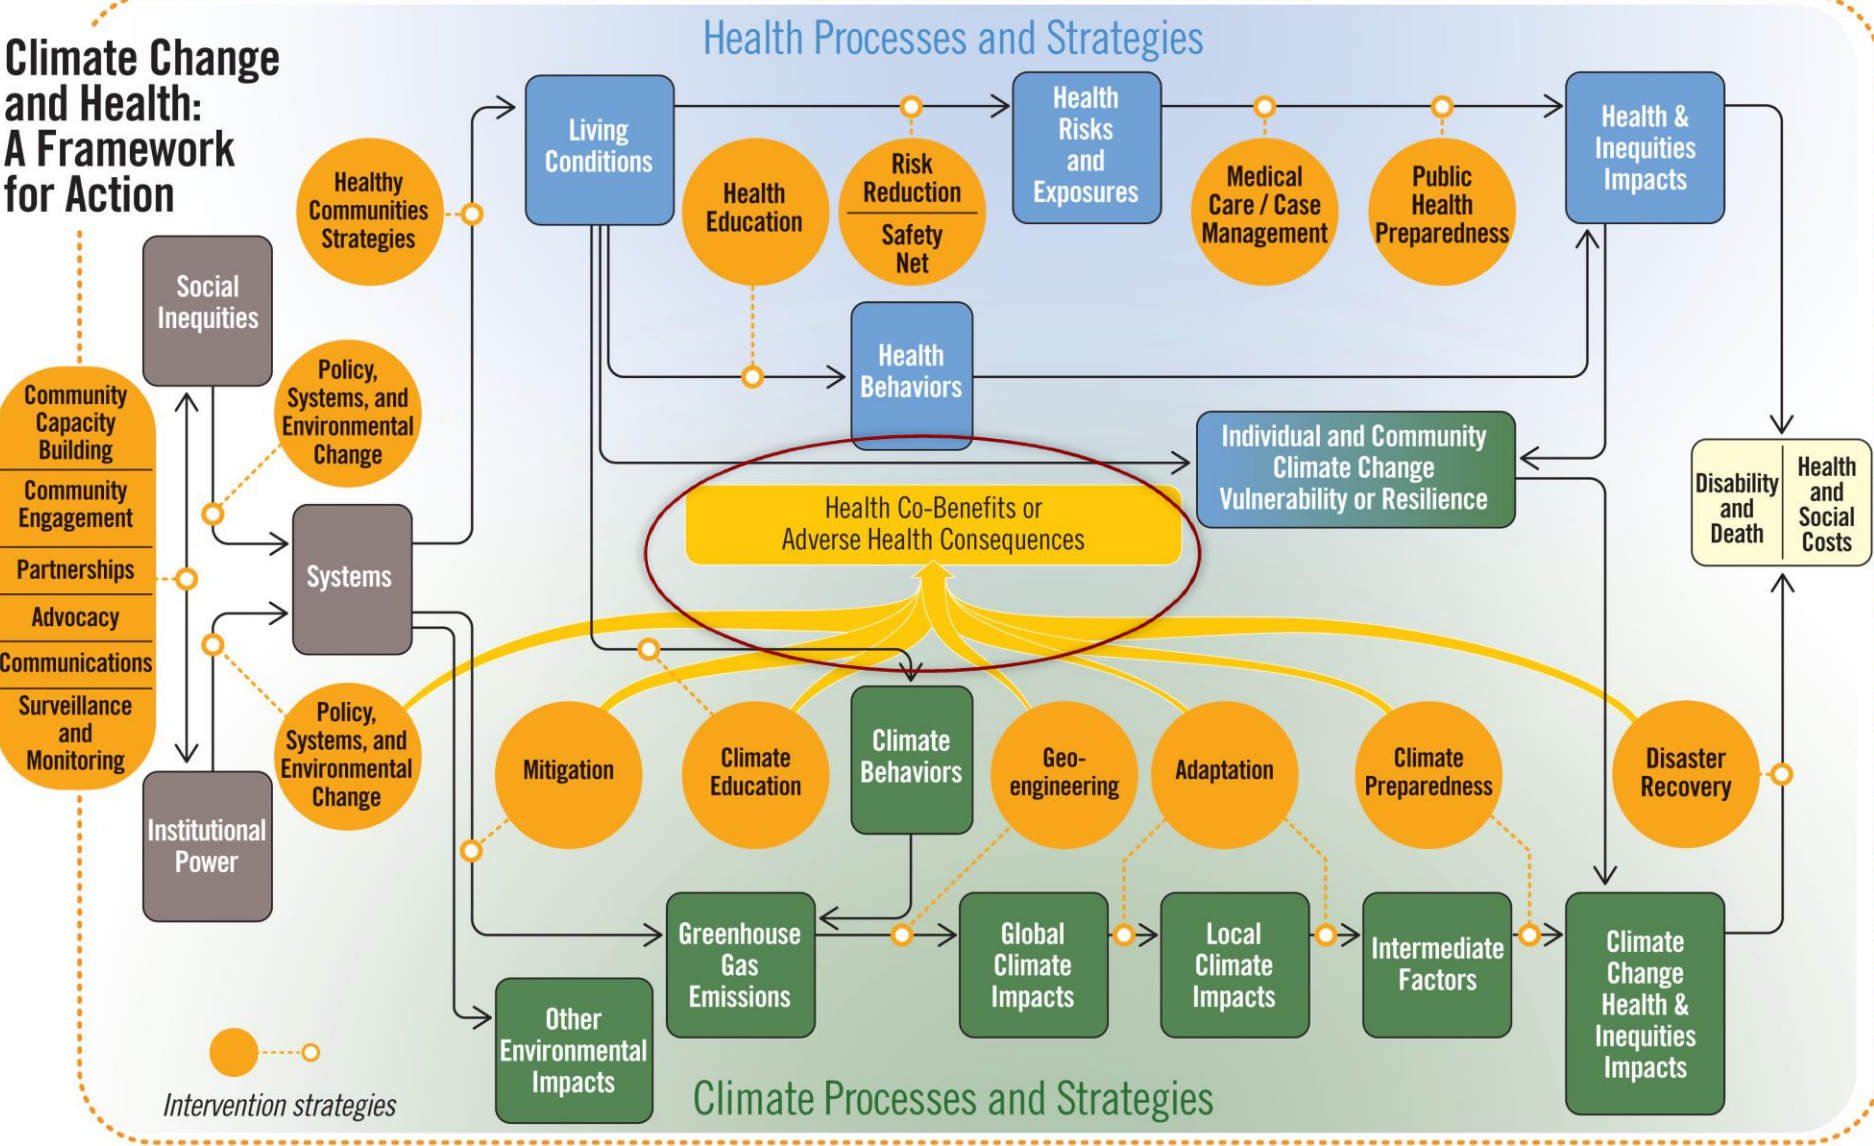 Climate Change
and Health:
A Framework
for Action
Health Processes and Strategies
Healthy
Communities
Strategies
Living
Conditions
Health
Education
Risk
Reduction
Safety
Net
Health
Risks
and
Exposures
Medical
Care / Case
Management
Public
Health
Preparedness
Health &
Inequities
Impacts
Social
Inequities
Policy,
Systems, and
Environmental
Change
Health
Behaviors
Community
Capacity
Building
Community
Engagement
Partnerships
Advocacy
Communications
Surveillance
and
Monitoring
Systems
Individual and Community
Climate Change
Vulnerability or Resilience
Disability
and
Death
Health
and
Social
Costs
Health Co-Benefits or
Adverse Health Consequences
Institutional
Power
Policy,
Systems, and
Environmental
Change
Mitigation
Climate
Education
Climate
Behaviors
Geo-
engineering
Adaptation
Climate
Preparedness
Disaster
Recovery
Greenhouse
Gas
Emissions
Global
Climate
Impacts
Local
Climate
Impacts
Intermediate
Factors
Climate
Change
Health &
Inequities
Impacts
Other
Environmental
Impacts
Intervention strategies
Climate Processes and Strategies